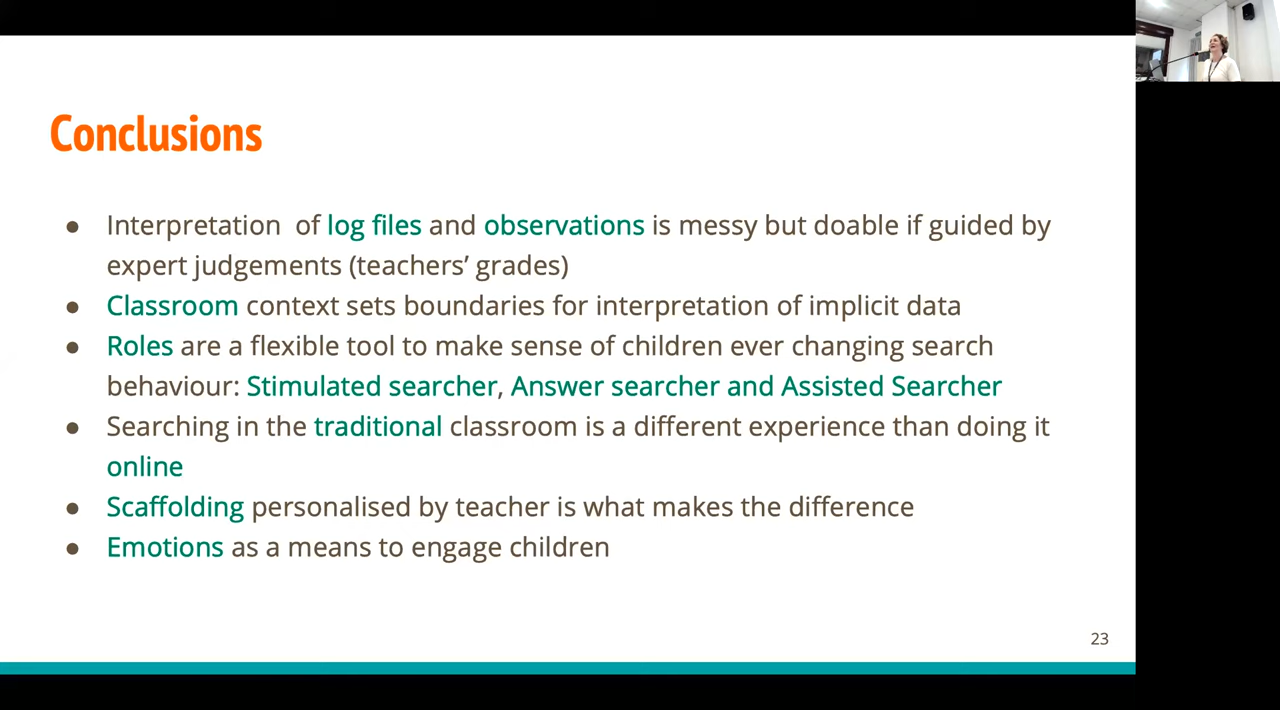 Conclusions
● Interpretation of log files and observations is messy but doable if guided by
expert judgements (teachers’ grades)
● Classroom context sets boundaries for interpretation of implicit data
● Roles are a flexible tool to make sense of children ever changing search
behaviour: Stimulated searcher, Answer searcher and Assisted Searcher
● Searching in the traditional classroom is a different experience than doing it
online
● Scaffolding personalised by teacher is what makes the difference
● Emotions as a means to engage children
23